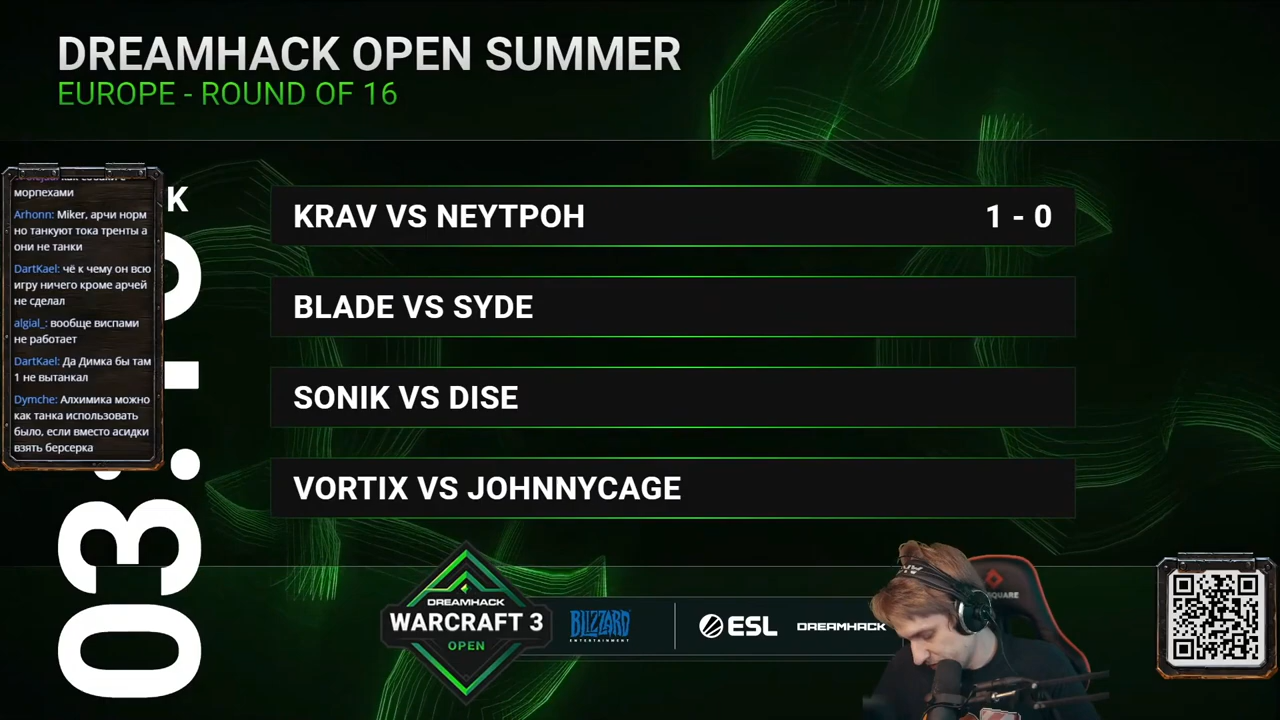 DREAMHACK OPEN SUMMER
EUROPE - ROUND OF 16
морпехами
Arhonn: Miker, арчи норм
но танкуют тока тренты а
они не танки
DartKael: чё к чему он всю
игру ничего кроме арчей
не сделал
algial_: вообще виспами
не работает
DartKael: Да Димка бы там
1 не вытанкал
Dymche: Алхимика можно
как танка использовать
было, если вместо асидки
взять берсерка
K
03:
KRAV VS NEYTPOH
1 - 0
BLADE VS SYDE
SONIK VS DISE
VORTIX VS JOHNNYCAGE
DREAMHACK
WARCRAFT 3
OPEN
BLIZZARD
ENTERTAINMENT
ESL
DREAMHACK